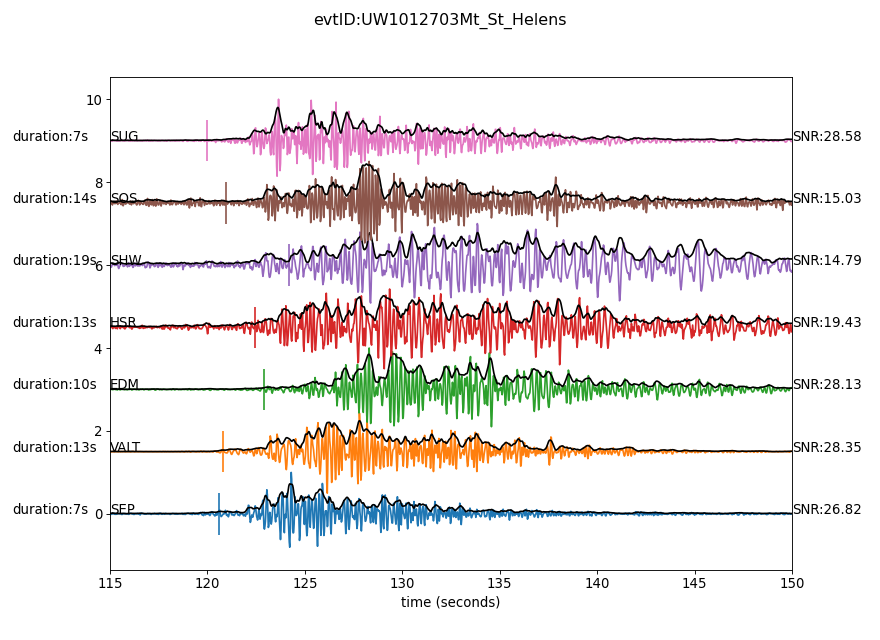 evtID:UW1012703Mt_St_Helens
10
duration:7s SUG SNR:28.58
8
duration:14s SOS SNR:15.03
duration:19s SHW SNR:14.79
6
duration:13s HSR SNR:19.43
4
duration:10s EDM SNR:28.13
2
duration:13s VALT SNR:28.35
duration:7s SEP SNR:26.82
0
115 120 125 130 135 140 145 150
time (seconds)